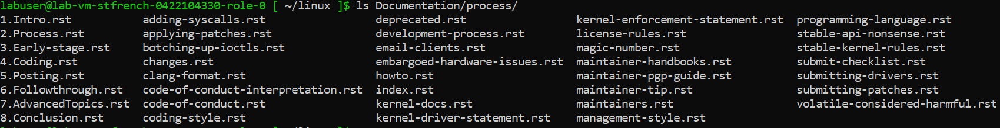 labuser@lab-vm-stfrench-0422104330-role-0 [ ~/linux ]$ ls Documentation/process/
1.Intro.rst adding-syscalls.rst deprecated.rst kernel-enforcement-statement.rst programming-language.rst
2.Process.rst applying-patches.rst development-process.rst license-rules.rst stable-api-nonsense.rst
3.Early-stage.rst botching-up-ioctls.rst email-clients.rst magic-number.rst stable-kernel-rules.rst
4.Coding.rst changes.rst embargoed-hardware-issues.rst maintainer-handbooks.rst submit-checklist.rst
5.Posting.rst clang-format.rst howto.rst maintainer-pgp-guide.rst submitting-drivers.rst
6.Followthrough.rst code-of-conduct-interpretation.rst index.rst maintainer-tip.rst submitting-patches.rst
7.AdvancedTopics.rst code-of-conduct.rst kernel-docs.rst maintainers.rst volatile-considered-harmful.rst
8.Conclusion.rst coding-style.rst kernel-driver-statement.rst management-style.rst